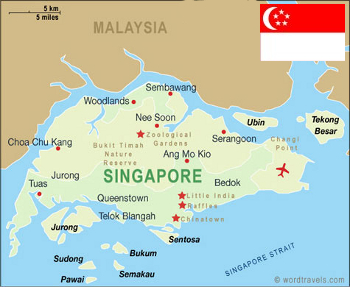 5 km
5 miles
MALAYSIA
Sembawang
Woodlands
Nee Soon
Ubin
Tekong
Besar
Zoological
Gardens
Choa Chu Kang
Bukit Timah
Nature
Reserve
Serangoon
Changi
Point
Ang Mo Kio
Jurong
SINGAPORE
Tuas
Bedok
Queenstown
Little India
Raffles
Telok Blangah
Chinatown
Jurong
Sentosa
Bukum
Sudong
Semakau
Pawai
SINGAPORE STRAIT
© wordtravels.com